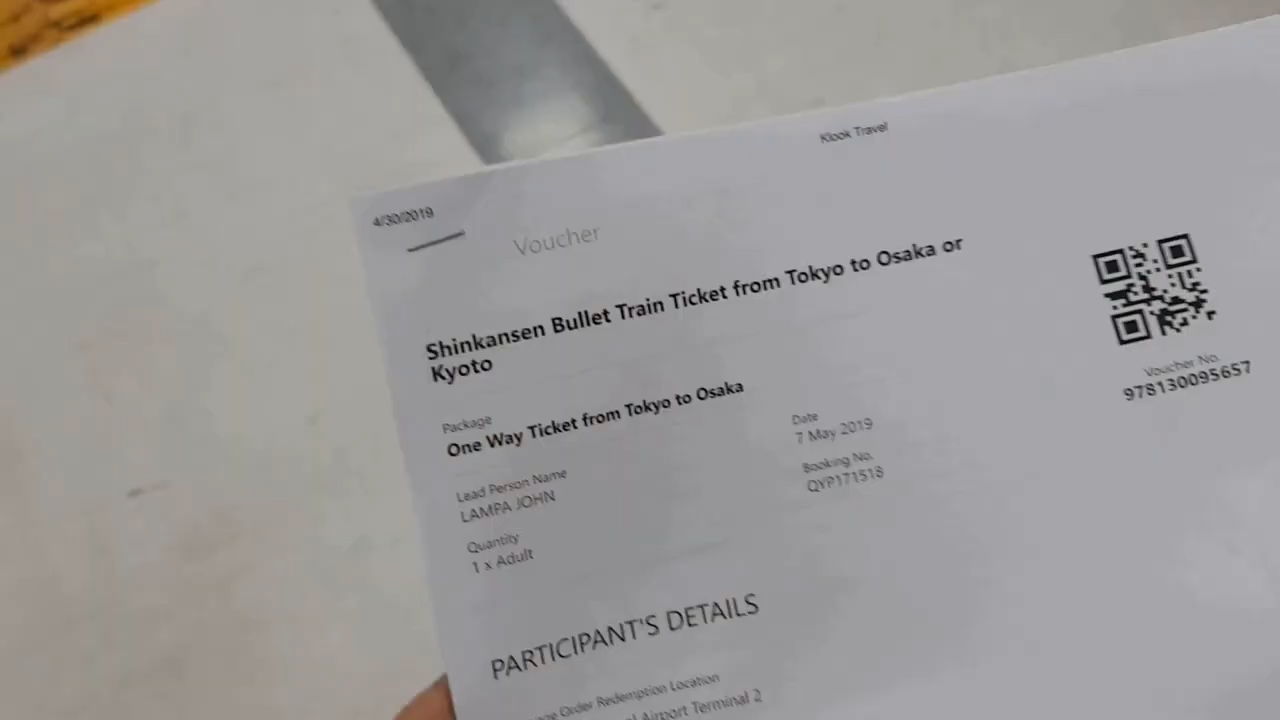 Klook Travel
4/30/2019
Voucher
Shinkansen Bullet Train Ticket from Tokyo to Osaka or
Kyoto
Voucher No.
978130095657
Package
One Way Ticket from Tokyo to Osaka
Date
7 May 2019
Lead Person Name
LAMPA JOHN
Booking No.
QYP171518
Quantity
1 x Adult
PARTICIPANT'S DETAILS
Order Redemption Location
Airport Terminal 2